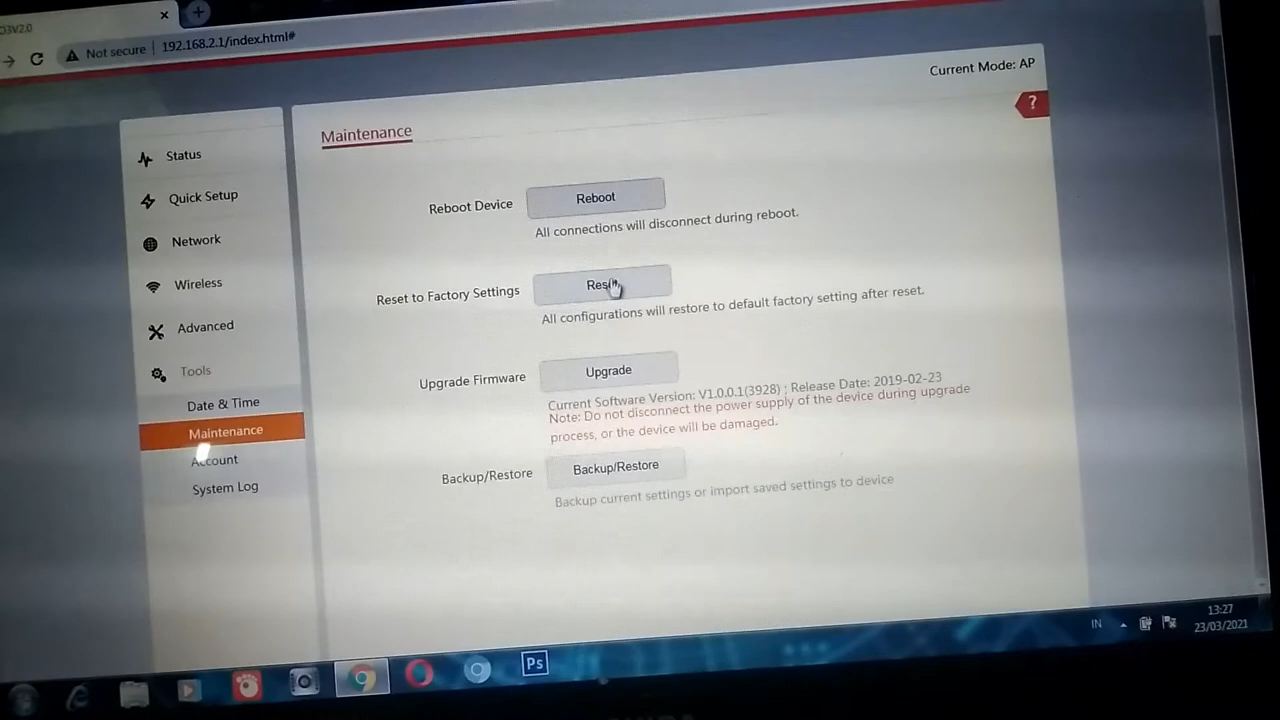 O3V2.0
Not secure | 192.168.2.1/index.html#
Current Mode: AP
?
Maintenance
Status
Quick Setup
Network
Wireless
Advanced
Tools
Date & Time
Maintenance
Account
System Log
Reboot Device
Reboot
All connections will disconnect during reboot.
Reset to Factory Settings
All configurations will restore to default factory setting after reset.
Upgrade Firmware
Upgrade
Current Software Version: V1.0.0.1(3928) ; Release Date: 2019-02-23
Note: Do not disconnect the power supply of the device during upgrade
process, or the device will be damaged.
Backup/Restore
Backup/Restore
Backup current settings or import saved settings to device
IN
13:27
23/03/2021
Ps